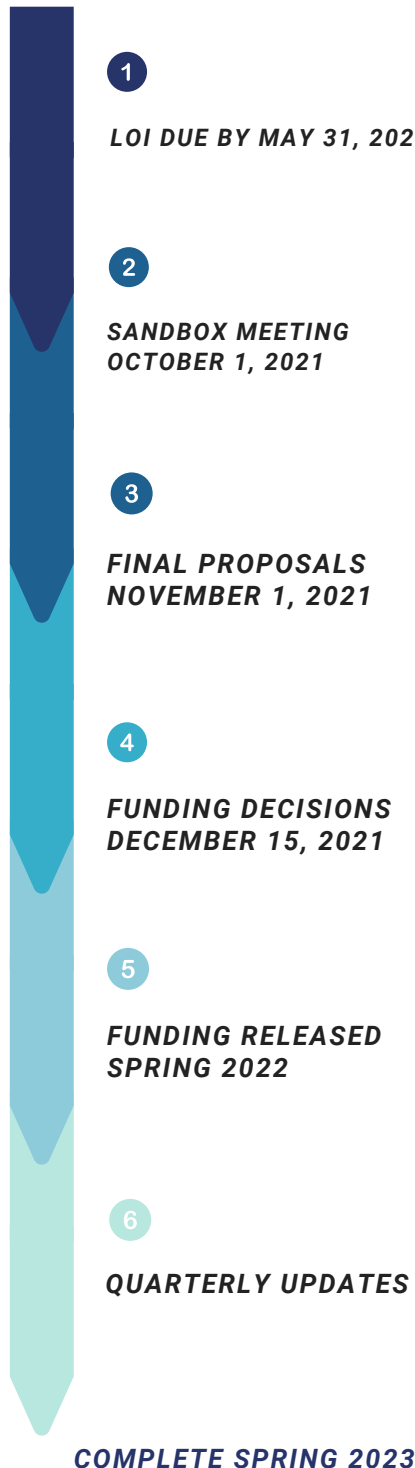 1
LOI DUE BY MAY 31, 202
2
SANDBOX MEETING
OCTOBER 1, 2021
3
FINAL PROPOSALS
NOVEMBER 1, 2021
4
FUNDING DECISIONS
DECEMBER 15, 2021
5
FUNDING RELEASED
SPRING 2022
6
QUARTERLY UPDATES
COMPLETE SPRING 2023